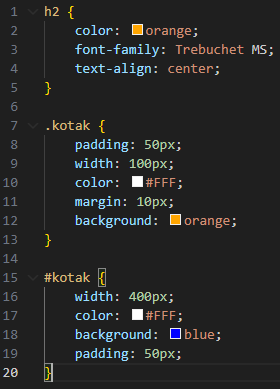 1 h2 {
2 color: orange;
3 font-family: Trebuchet MS;
4 text-align: center;
5 }
6
7 .kotak {
8 padding: 50px;
9 width: 100px;
10 color: #FFF;
11 margin: 10px;
12 background: orange;
13 }
14
15 #kotak {
16 width: 400px;
17 color: #FFF;
18 background: blue;
19 padding: 50px;
20 }